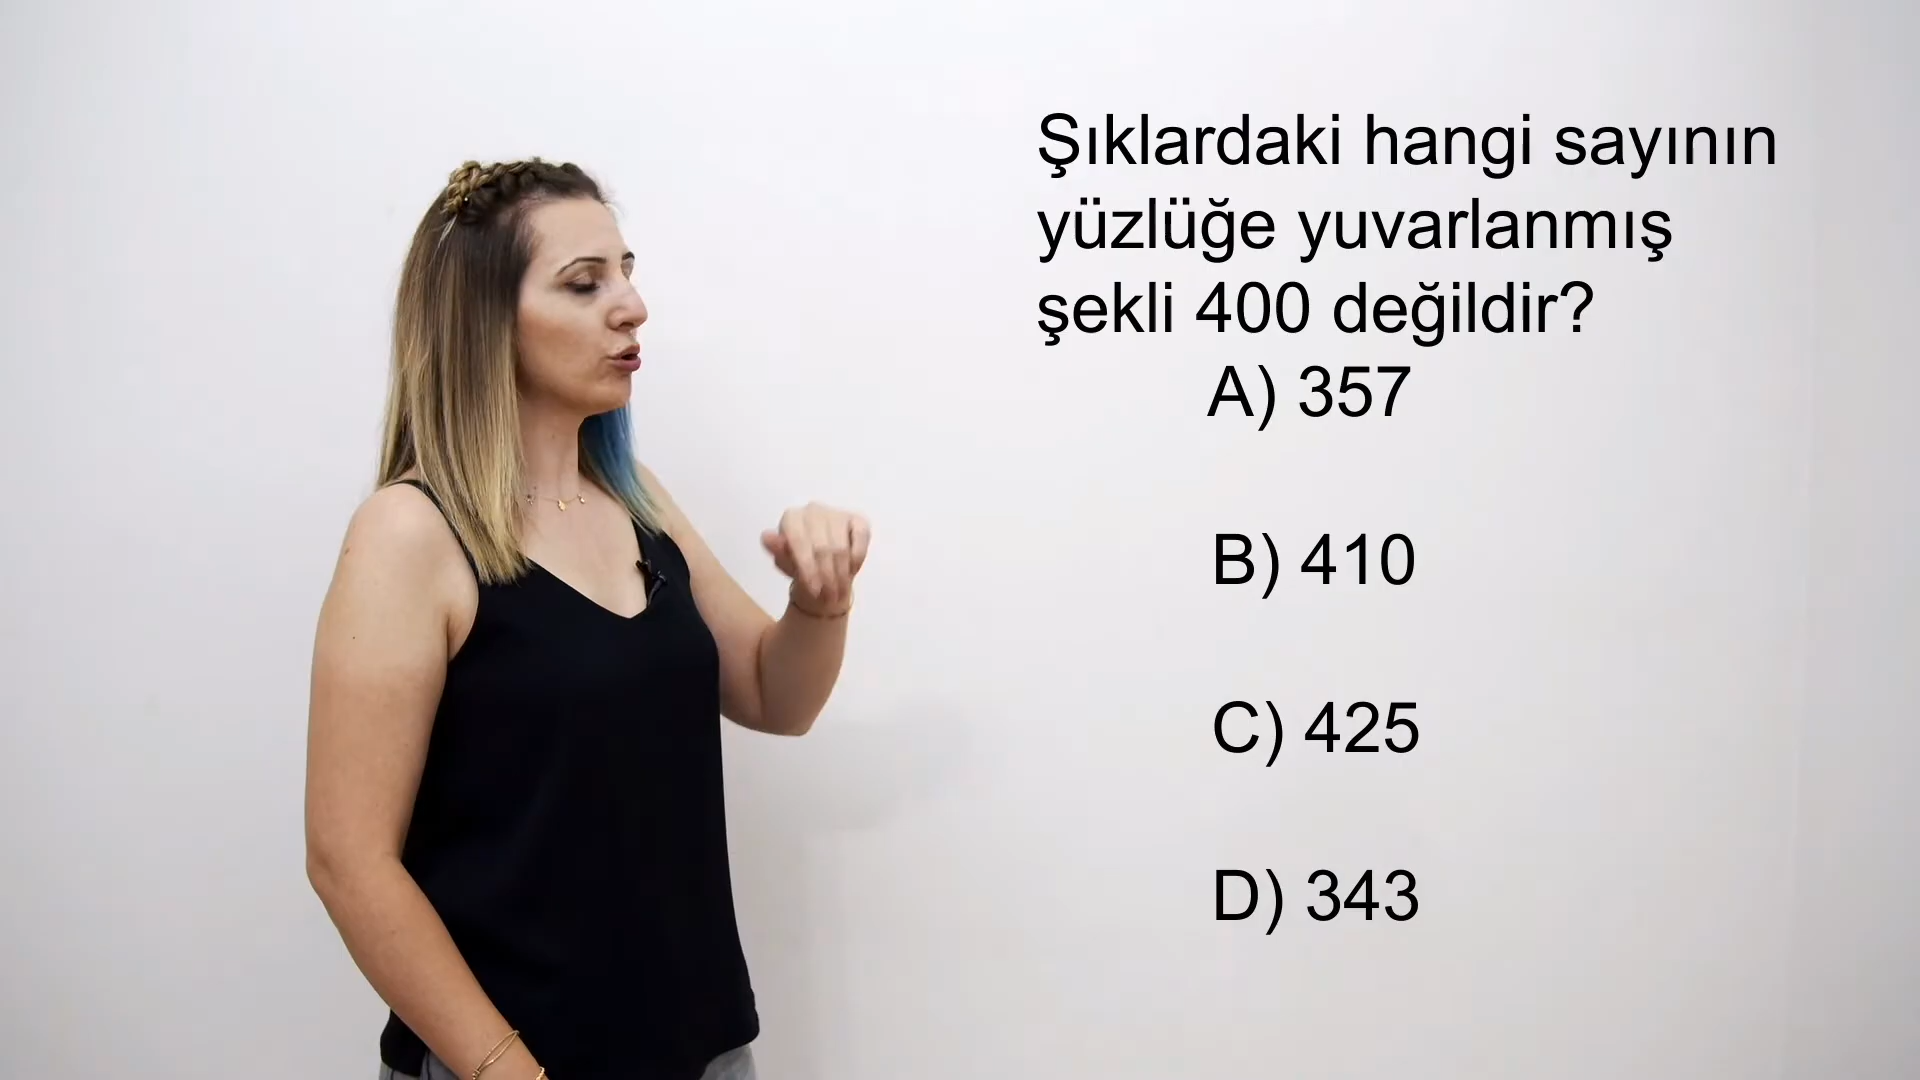 Şıklardaki hangi sayının
yüzlüğe yuvarlanmış
şekli 400 değildir?
A) 357
B) 410
C) 425
D) 343